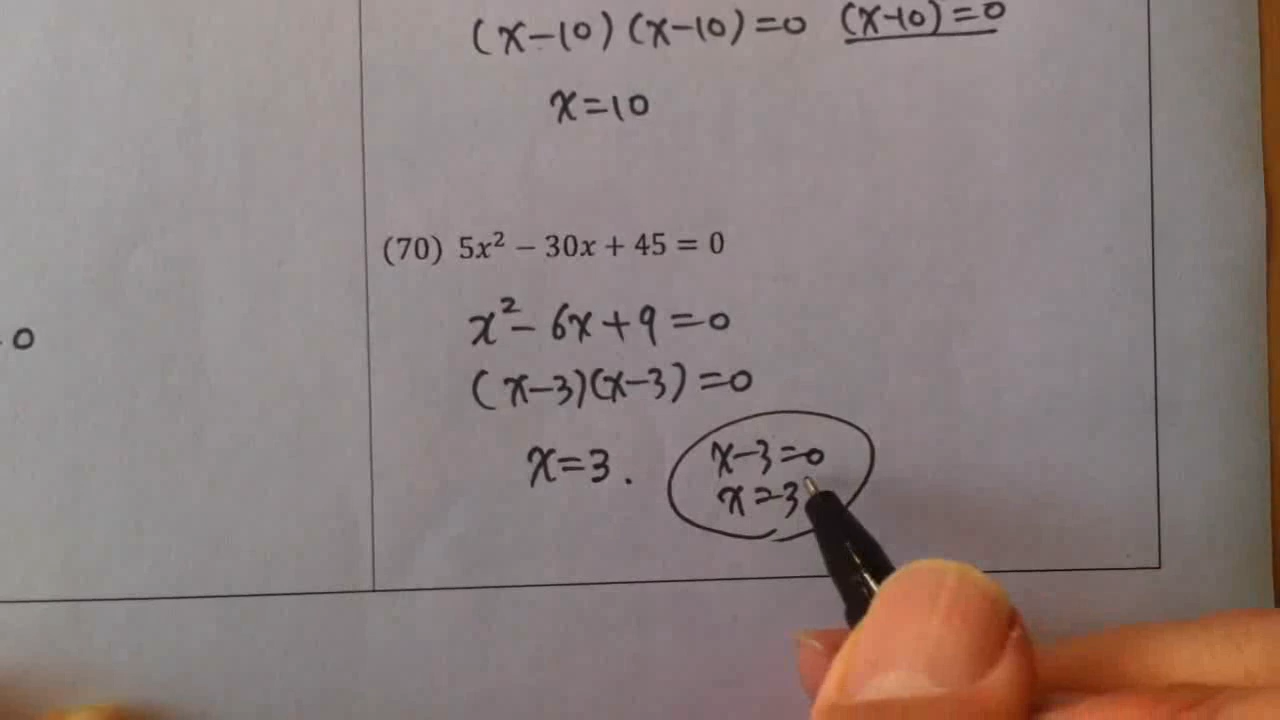 (x-10)(x-10)=0 (x-10)=0
x=10
(70) 5x² − 30x + 45 = 0
x²-6x+9=0
0
(x-3)(x-3)=0
x=3.
x-3=0
x=3